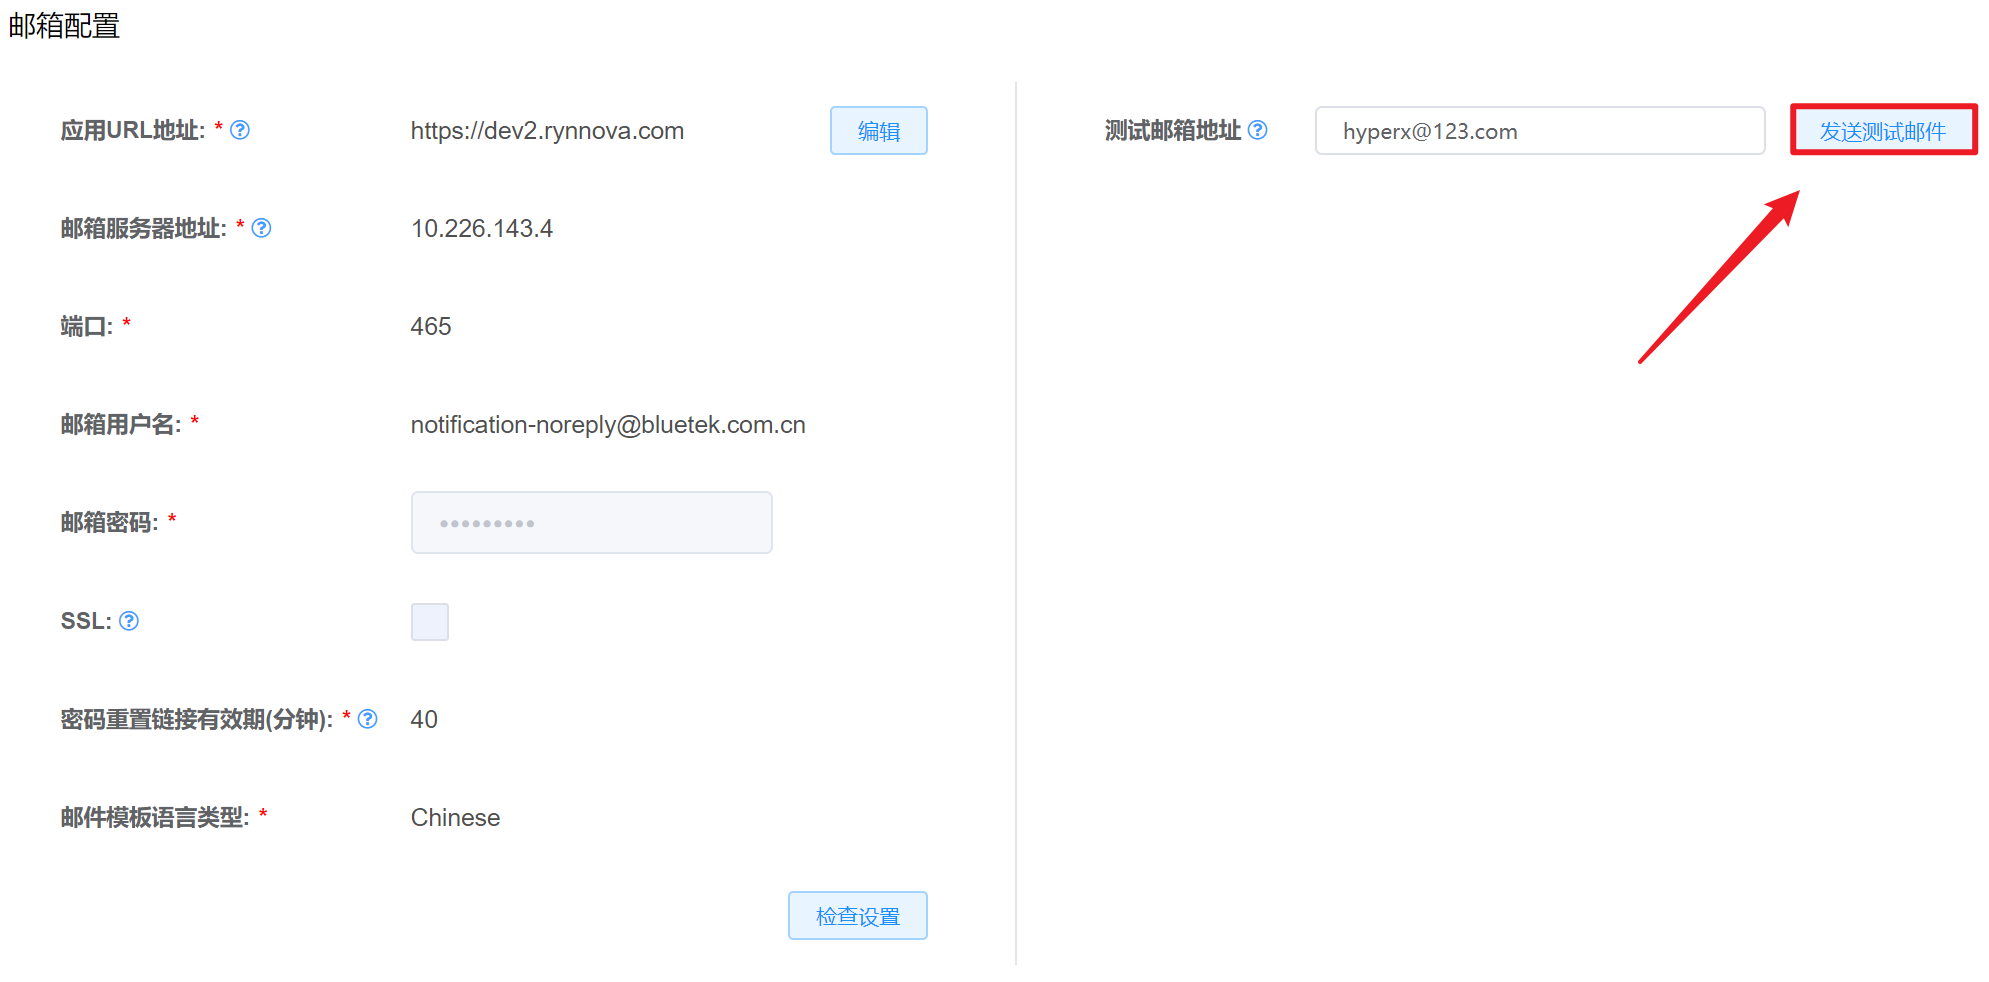 邮箱配置
应用URL地址: * ? https://dev2.rynnova.com 编辑
邮箱服务器地址: * ? 10.226.143.4
端口: * 465
邮箱用户名: * notification-noreply@bluetek.com.cn
邮箱密码: * •••••••••
SSL: ?
密码重置链接有效期(分钟): * ? 40
邮件模板语言类型: * Chinese
检查设置
测试邮箱地址 ? hyperx@123.com 发送测试邮件